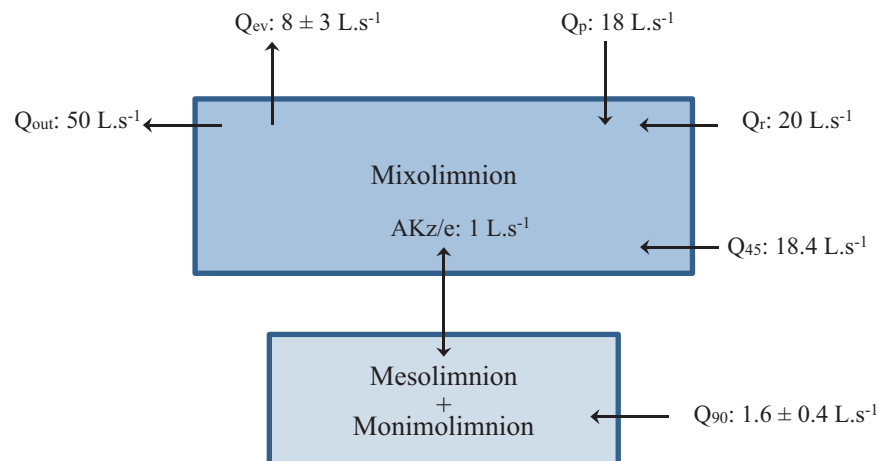 Qev: 8 ± 3 L.s⁻¹
Qp: 18 L.s⁻¹
Qout: 50 L.s⁻¹
Qr: 20 L.s⁻¹
Mixolimnion
AKz/e: 1 L.s⁻¹
Q45: 18.4 L.s⁻¹
Mesolimnion
+
Monimolimnion
Q90: 1.6 ± 0.4 L.s⁻¹